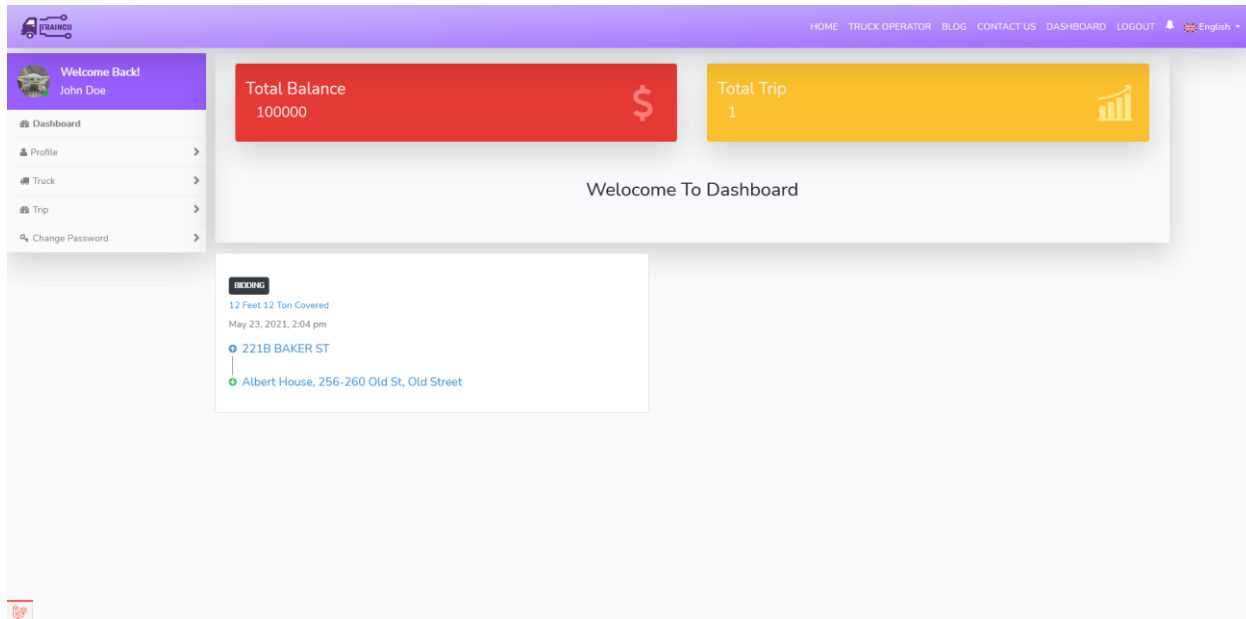 ITRAINCU
HOME TRUCK OPERATOR BLOG CONTACT US DASHBOARD LOGOUT English
Welcome Back!
John Doe
Dashboard
Profile
Truck
Trip
Change Password
Total Balance
100000
Total Trip
1
Welocome To Dashboard
BIDDING
12 Feet 12 Ton Covered
May 23, 2021, 2:04 pm
221B BAKER ST
Albert House, 256-260 Old St, Old Street